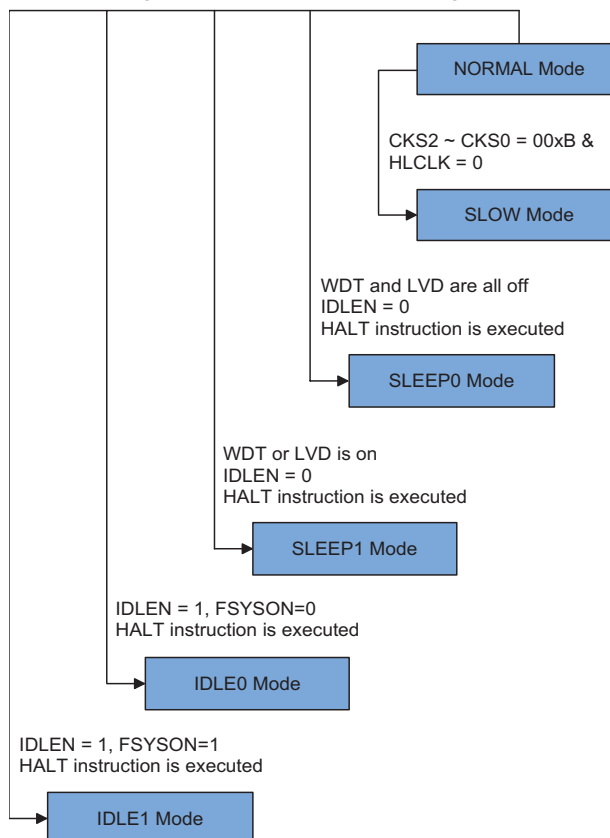 NORMAL Mode
CKS2 ~ CKS0 = 00xB &
HLCLK = 0
SLOW Mode
WDT and LVD are all off
IDLEN = 0
HALT instruction is executed
SLEEP0 Mode
WDT or LVD is on
IDLEN = 0
HALT instruction is executed
SLEEP1 Mode
IDLEN = 1, FSYSON=0
HALT instruction is executed
IDLE0 Mode
IDLEN = 1, FSYSON=1
HALT instruction is executed
IDLE1 Mode